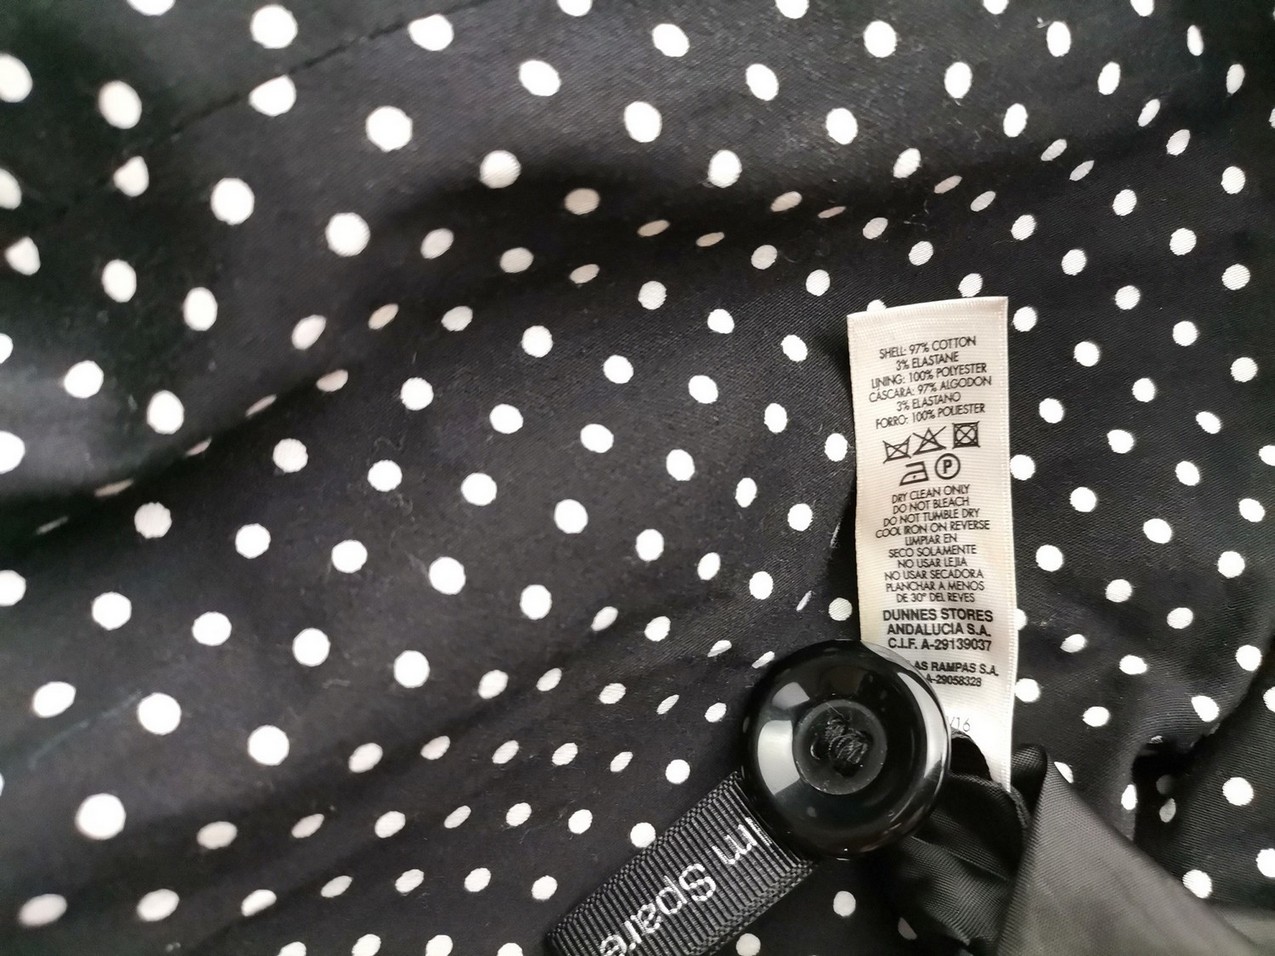 SHELL: 97% COTTON
3% ELASTANE
LINING: 100% POLYESTER
CÁSCARA: 97% ALGODON
3% ELASTANO
FORRO: 100% POLIESTER
P
DRY CLEAN ONLY
DO NOT BLEACH
DO NOT TUMBLE DRY
COOL IRON ON REVERSE
LIMPIAR EN
SECO SOLAMENTE
NO USAR LEJIA
NO USAR SECADORA
PLANCHAR A MENOS
DE 30° DEL REVES
DUNNES STORES
ANDALUCIA S.A.
C.I.F. A-29139037
AS RAMPAS S.A.
A-29058328
/16
Spare